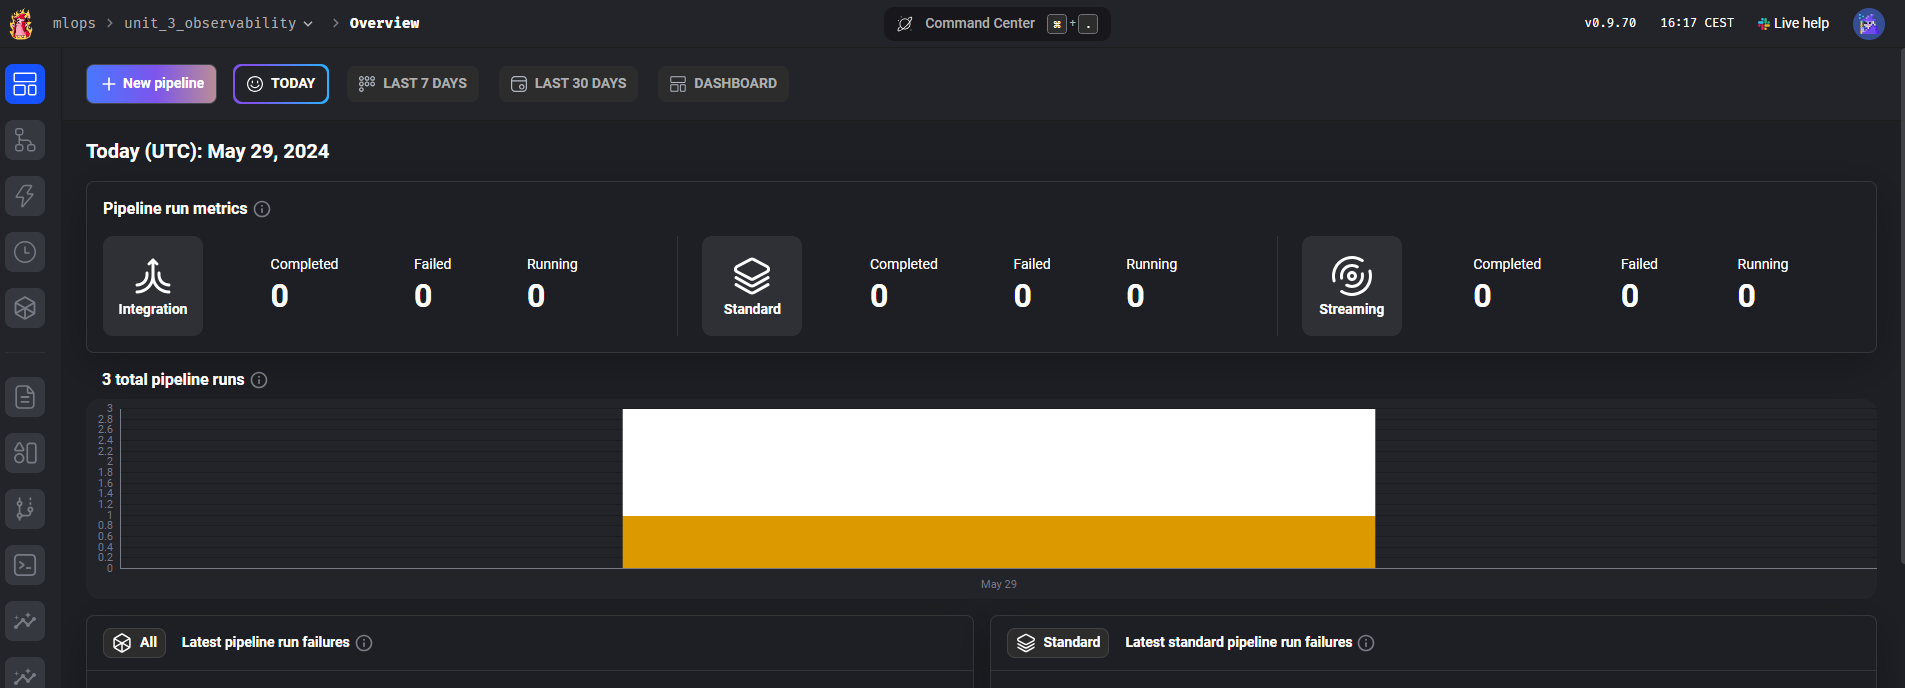 mlops > unit_3_observability > Overview
Command Center ⌘ + .
v0.9.70 16:17 CEST Live help
New pipeline TODAY LAST 7 DAYS LAST 30 DAYS DASHBOARD
Today (UTC): May 29, 2024
Pipeline run metrics
Integration
Completed Failed Running
0 0 0
Standard
Completed Failed Running
0 0 0
Streaming
Completed Failed Running
0 0 0
3 total pipeline runs
3
2.8
2.6
2.4
2.2
2
1.8
1.6
1.4
1.2
1
0.8
0.6
0.4
0.2
0
May 29
All Latest pipeline run failures
Standard Latest standard pipeline run failures